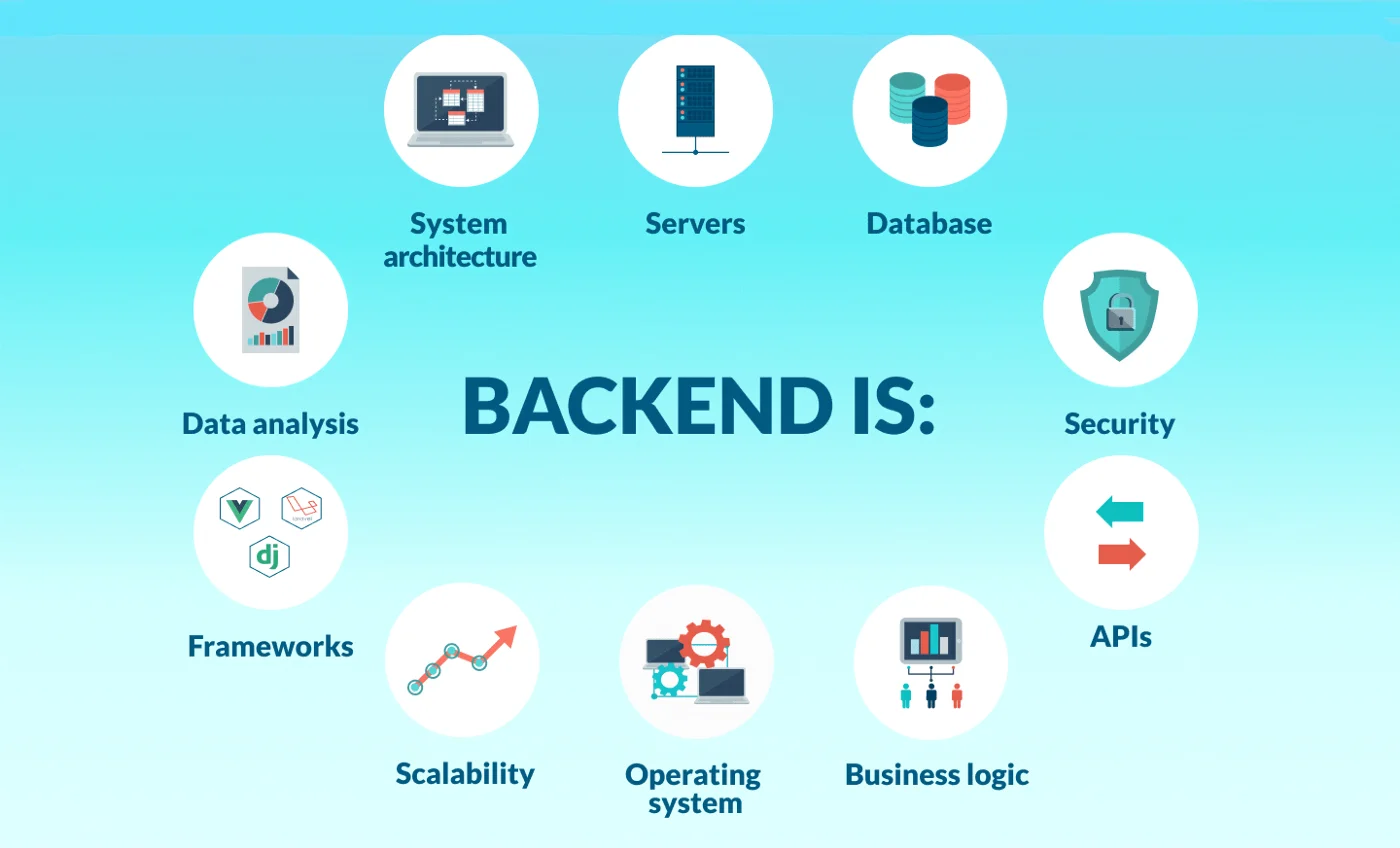 System
architecture
Servers
Database
Data analysis
BACKEND IS:
Security
dj
Frameworks
APIs
Scalability
Operating
system
Business logic